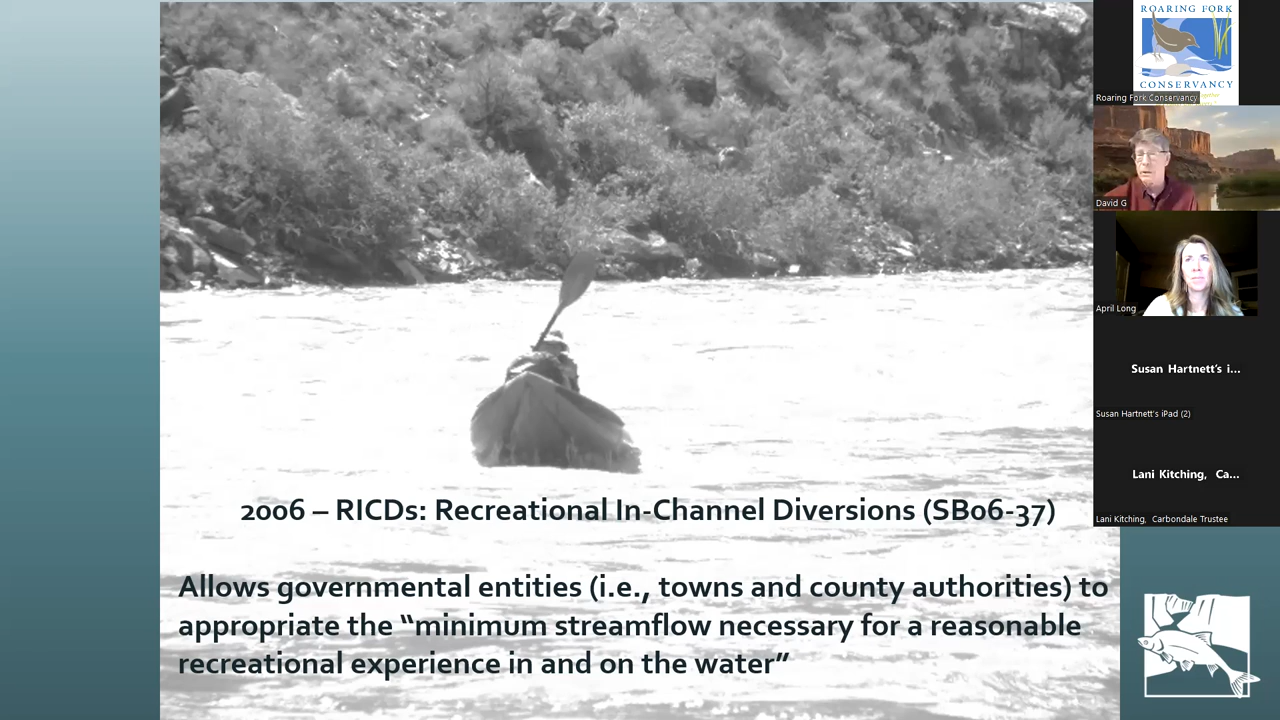 2006 – RICDs: Recreational In-Channel Diversions (SB06-37)
Allows governmental entities (i.e., towns and county authorities) to
appropriate the “minimum streamflow necessary for a reasonable
recreational experience in and on the water”
ROARING FORK
CONSERVANCY
Roaring Fork Conservancy
David G
April Long
Susan Hartnett's i...
Susan Hartnett's iPad (2)
Lani Kitching, Ca...
Lani Kitching, Carbondale Trustee